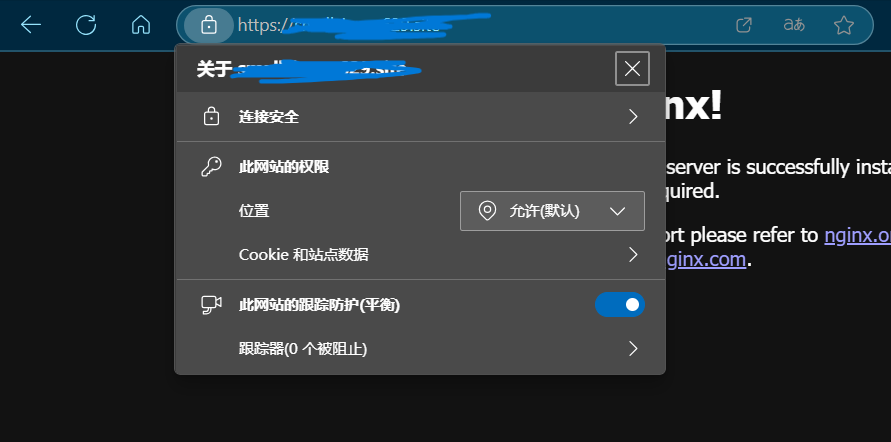 https://
aあ
关于
nx!
连接安全
此网站的权限
server is successfully insta
quired.
位置
允许(默认)
ort please refer to nginx.o
Cookie 和站点数据
ginx.com.
此网站的跟踪防护(平衡)
跟踪器(0 个被阻止)